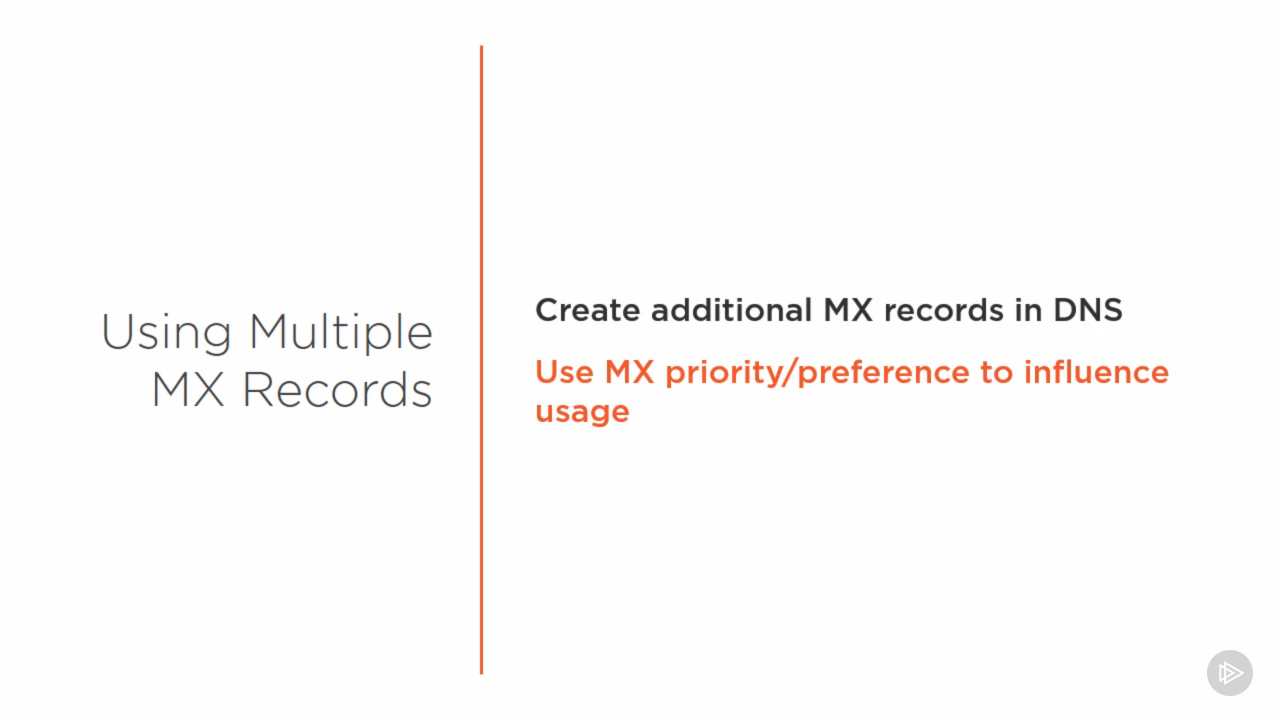 Using Multiple
MX Records
Create additional MX records in DNS
Use MX priority/preference to influence
usage